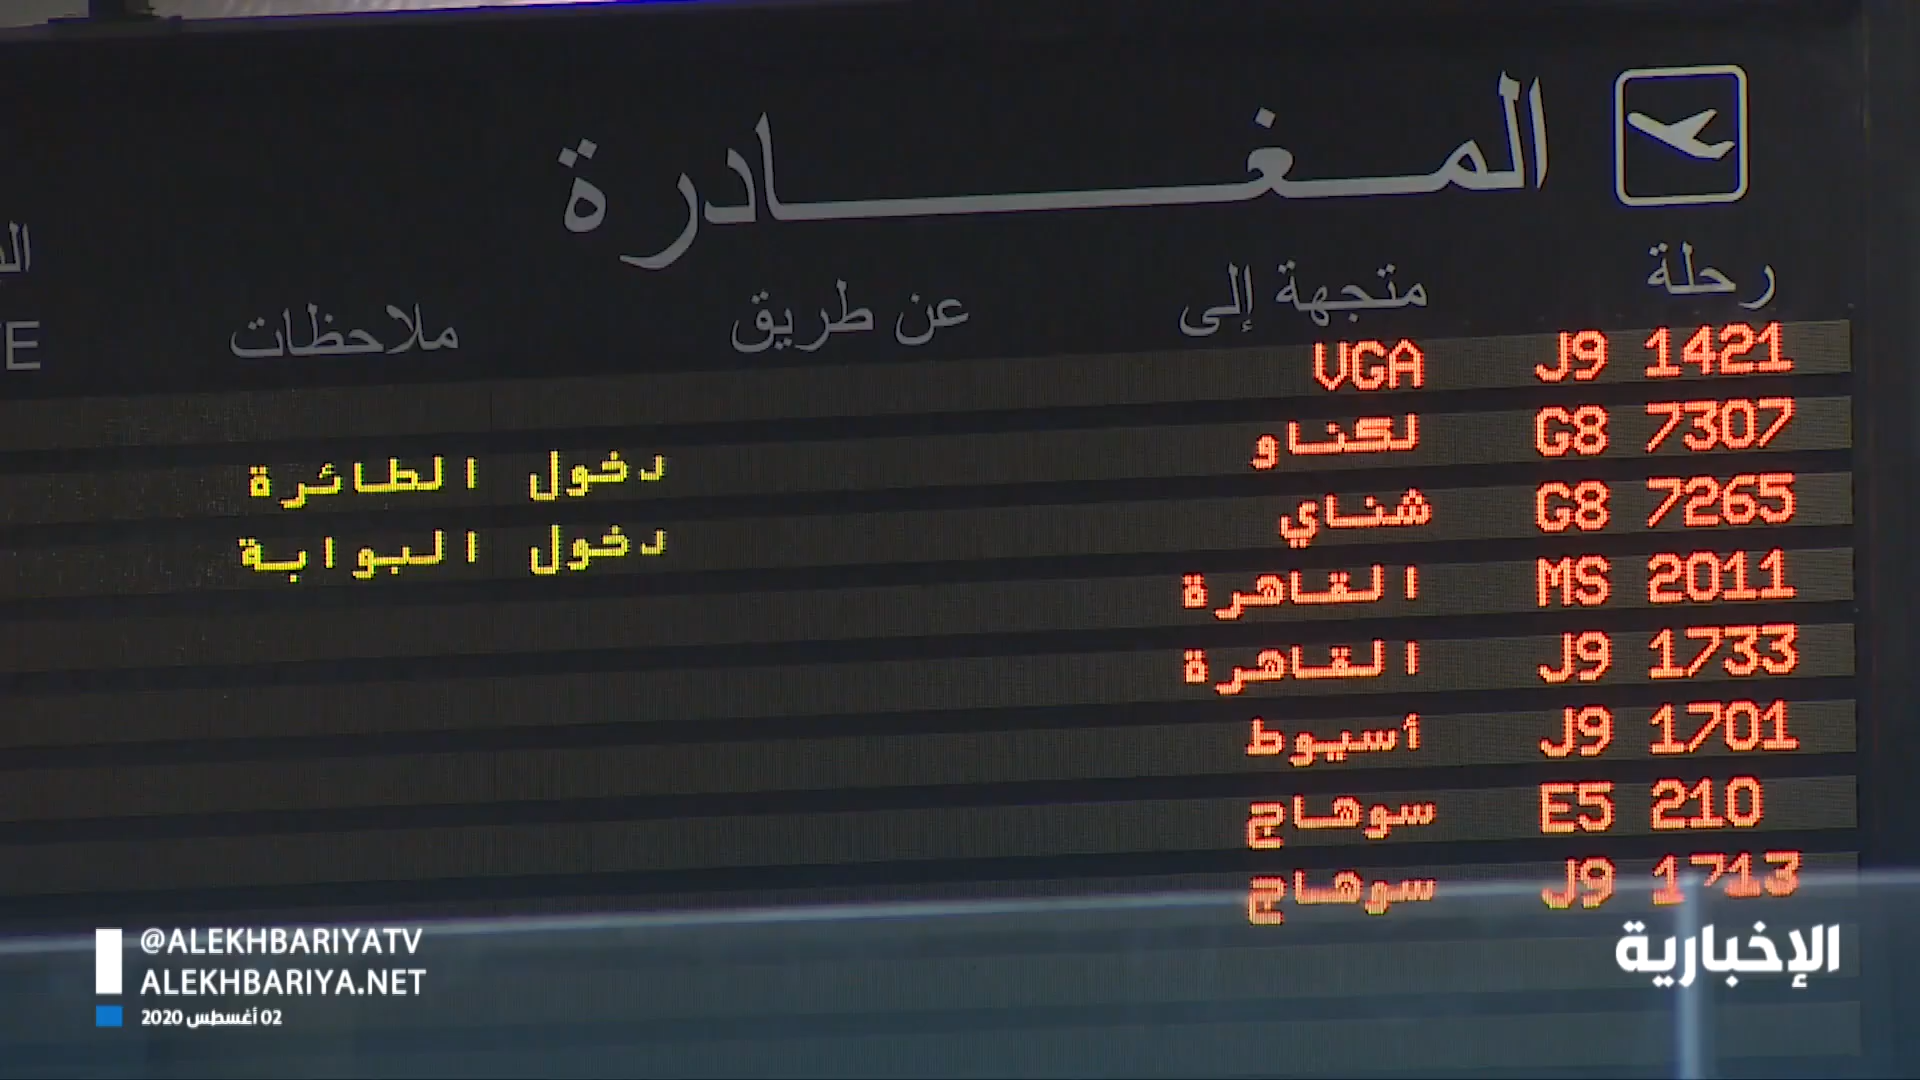 المغادرة
رحلة متجهة إلى عن طريق ملاحظات
J9 1421 VGA
G8 7307 لكناو دخول الطائرة
G8 7265 شناي دخول البوابة
MS 2011 القاهرة
J9 1733 القاهرة
J9 1701 أسيوط
E5 210 سوهاج
J9 1713 سوهاج
الإخبارية
@ALEKHBARIYATV
ALEKHBARIYA.NET
02 أغسطس 2020